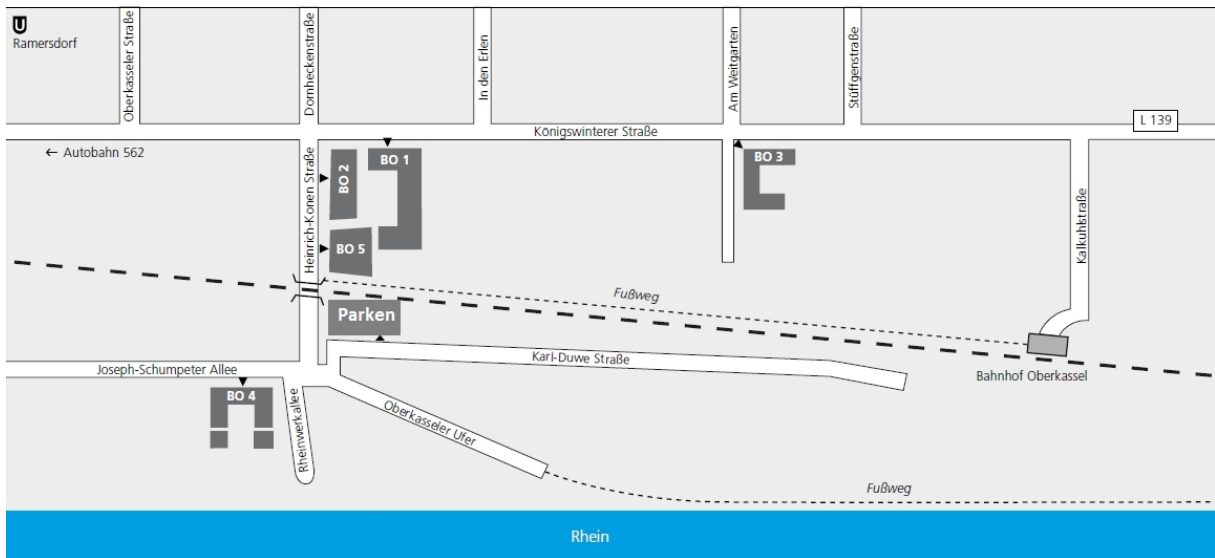 U
Ramersdorf
Oberkasseler Straße
Dornheckenstraße
In den Erlen
Am Weitgarten
Stüffgenstraße
L 139
Königswinterer Straße
← Autobahn 562
Heinrich-Konen Straße
BO 2
BO 1
BO 3
BO 5
Kalkuhlstraße
Fußweg
Parken
Karl-Duwe Straße
Joseph-Schumpeter Allee
Bahnhof Oberkassel
BO 4
Rheinwerkallee
Oberkasseler Ufer
Fußweg
Rhein